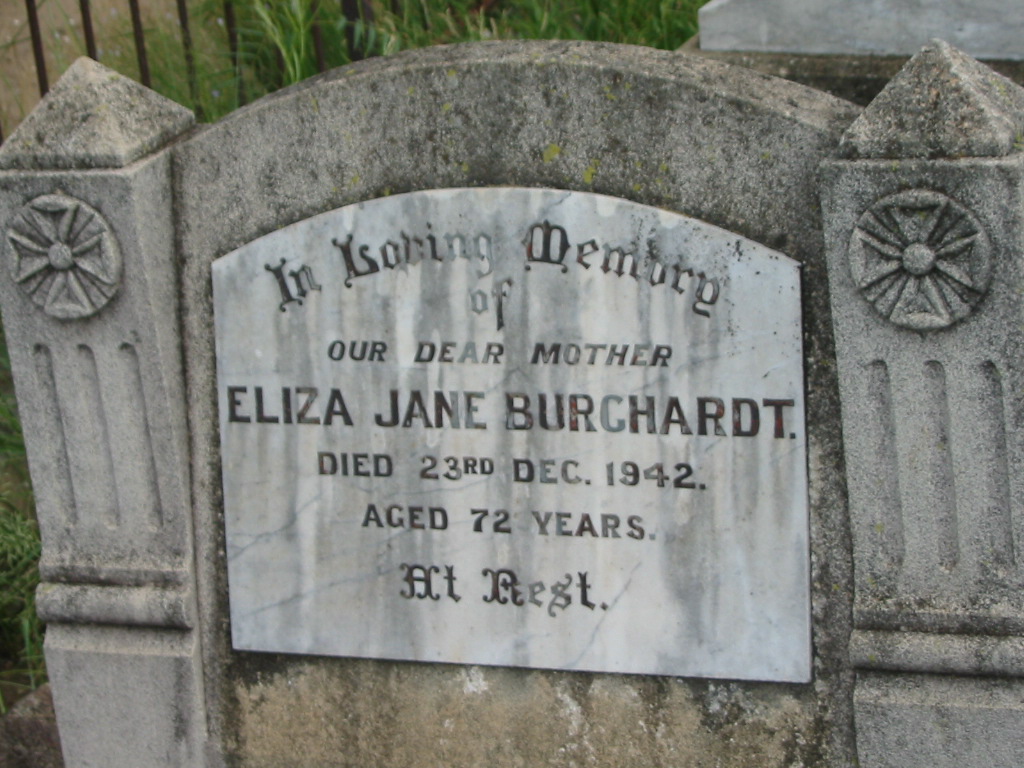 In Loving Memory
of
OUR DEAR MOTHER
ELIZA JANE BURCHARDT.
DIED 23RD DEC. 1942.
AGED 72 YEARS.
At Rest.